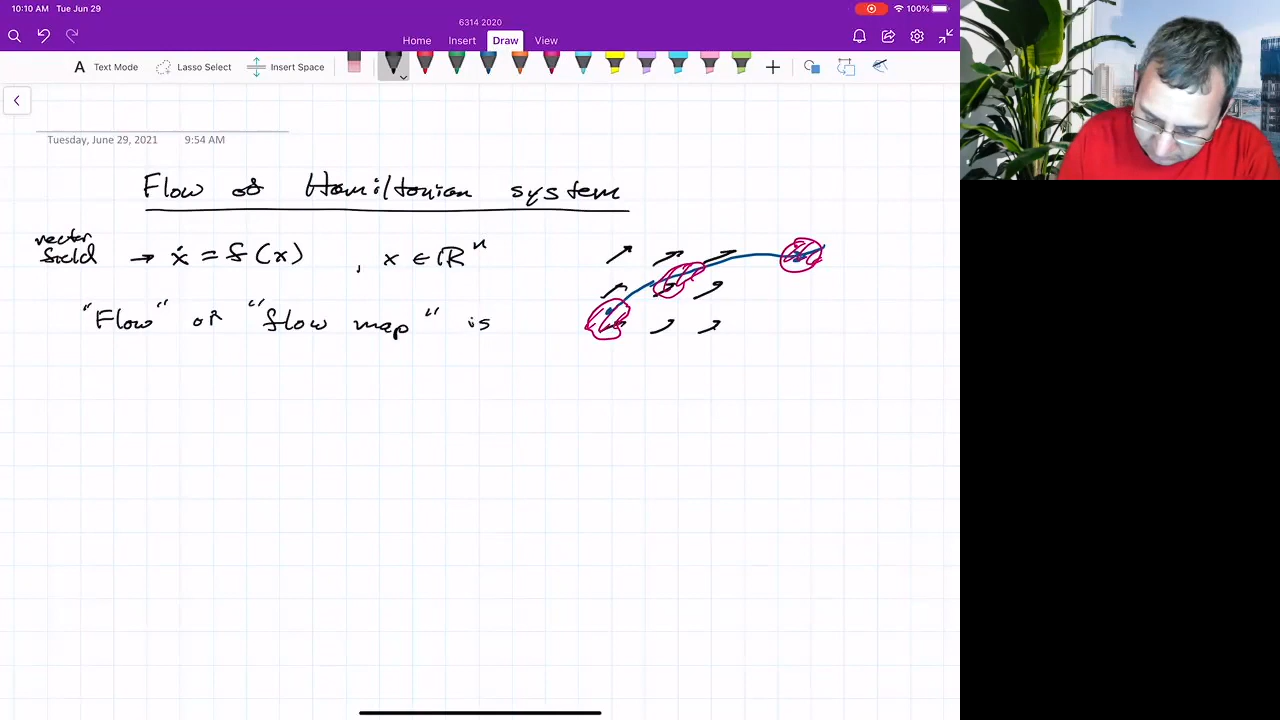 10:10 AM Tue Jun 29
100%
6314 2020
Home Insert Draw View
Text Mode Lasso Select Insert Space
Tuesday, June 29, 2021 9:54 AM
Flow of Hamiltonian system
vector field → ẋ = f(x) , x ∈ ℝⁿ
"Flow" or "flow map" is